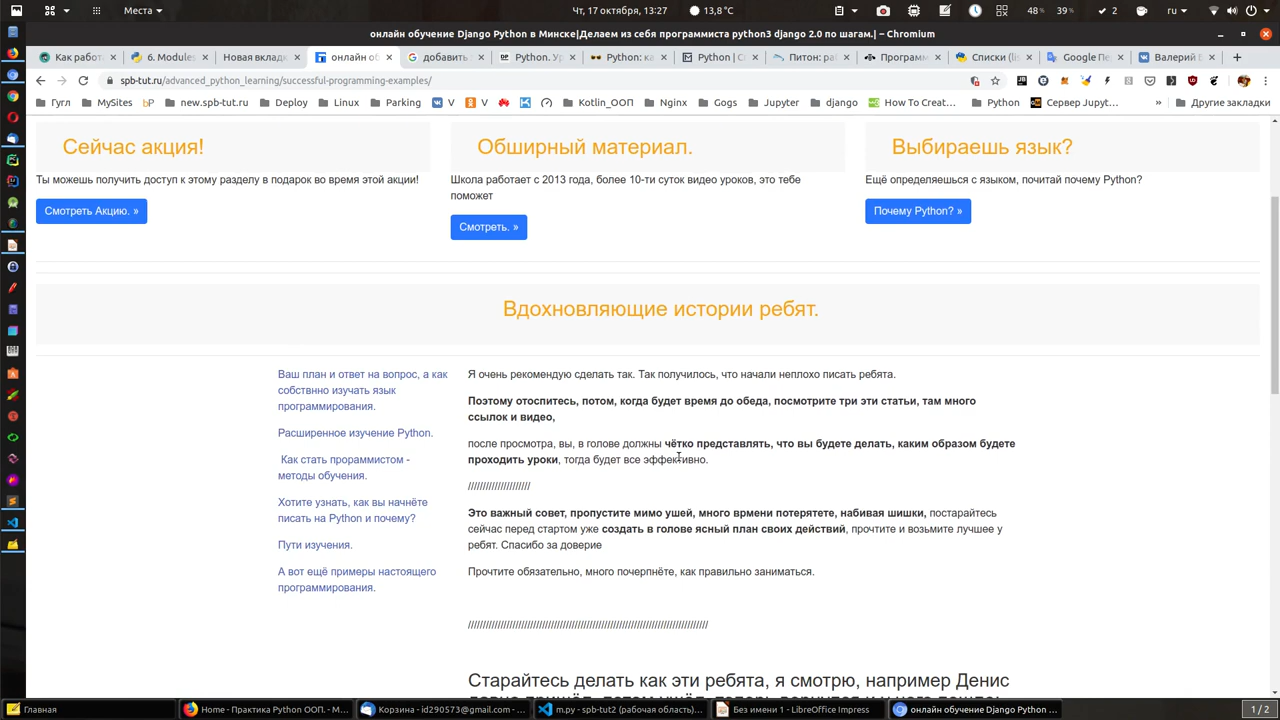 Места
Чт, 17 октября, 13:27
13,8°C
48%
39%
2
ru
онлайн обучение Django Python в Минске|Делаем из себя программиста python3 django 2.0 по шагам.| – Chromium
Как работ
6. Module
Новая вклад
онлайн об
добавить
Python. Ур
Python: ка
Python | Сп
Питон: раб
Программ
Списки (lis
Google Пер
Валерий Б
spb-tut.ru/advanced_python_learning/successful-programming-examples/
Гугл
MySites
bP
new.spb-tut.ru
Deploy
Linux
Parking
V
V
Kotlin_ООП
Nginx
Gogs
Jupyter
django
How To Creat...
Python
Сервер Jupyt...
»
Другие закладки
Сейчас акция!
Ты можешь получить доступ к этому разделу в подарок во время этой акции!
Смотреть Акцию. »
Обширный материал.
Школа работает с 2013 года, более 10-ти суток видео уроков, это тебе
поможет
Смотреть. »
Выбираешь язык?
Ещё определяешься с языком, почитай почему Python?
Почему Python? »
Вдохновляющие истории ребят.
Ваш план и ответ на вопрос, а как
собствнно изучать язык
программирования.
Расширенное изучение Python.
Как стать прораммистом -
методы обучения.
Хотите узнать, как вы начнёте
писать на Python и почему?
Пути изучения.
А вот ещё примеры настоящего
программирования.
Я очень рекомендую сделать так. Так получилось, что начали неплохо писать ребята.
Поэтому отоспитесь, потом, когда будет время до обеда, посмотрите три эти статьи, там много
ссылок и видео,
после просмотра, вы, в голове должны чётко представлять, что вы будете делать, каким образом будете
проходить уроки, тогда будет все эффективно.
/////////////////////
Это важный совет, пропустите мимо ушей, много врмени потерятете, набивая шишки, постарайтесь
сейчас перед стартом уже создать в голове ясный план своих действий, прочтите и возьмите лучшее у
ребят. Спасибо за доверие
Прочтите обязательно, много почерпнёте, как правильно заниматься.
////////////////////////////////////////////////////////////////////////////////
Старайтесь делать как эти ребята, я смотрю, например Денис
Главная
Home - Практика Python ООП. - M...
Корзина - id290573@gmail.com - ...
m.py - spb-tut2 (рабочая область)...
Без имени 1 - LibreOffice Impress
онлайн обучение Django Python ...
1 / 2